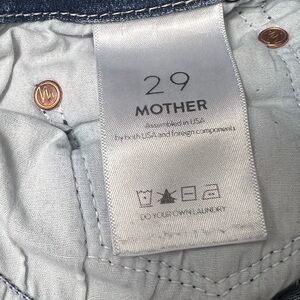 29
MOTHER
Assembled in USA
by both USA and foreign components
DO YOUR OWN LAUNDRY